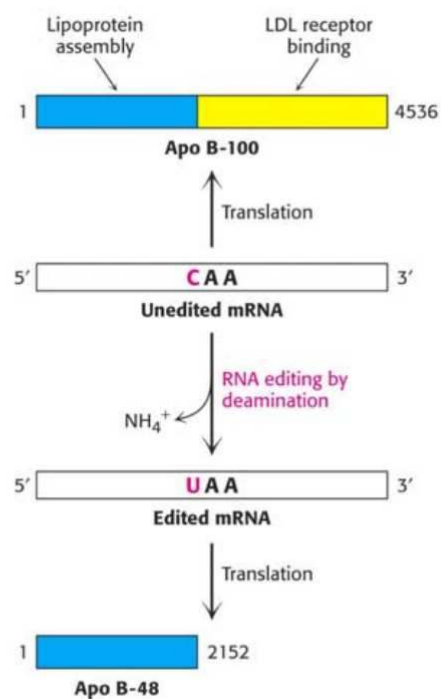 Lipoprotein
assembly
LDL receptor
binding
1
4536
Apo B-100
Translation
5′ CAA 3′
Unedited mRNA
RNA editing by
deamination
NH₄⁺
5′ UAA 3′
Edited mRNA
Translation
1
2152
Apo B-48